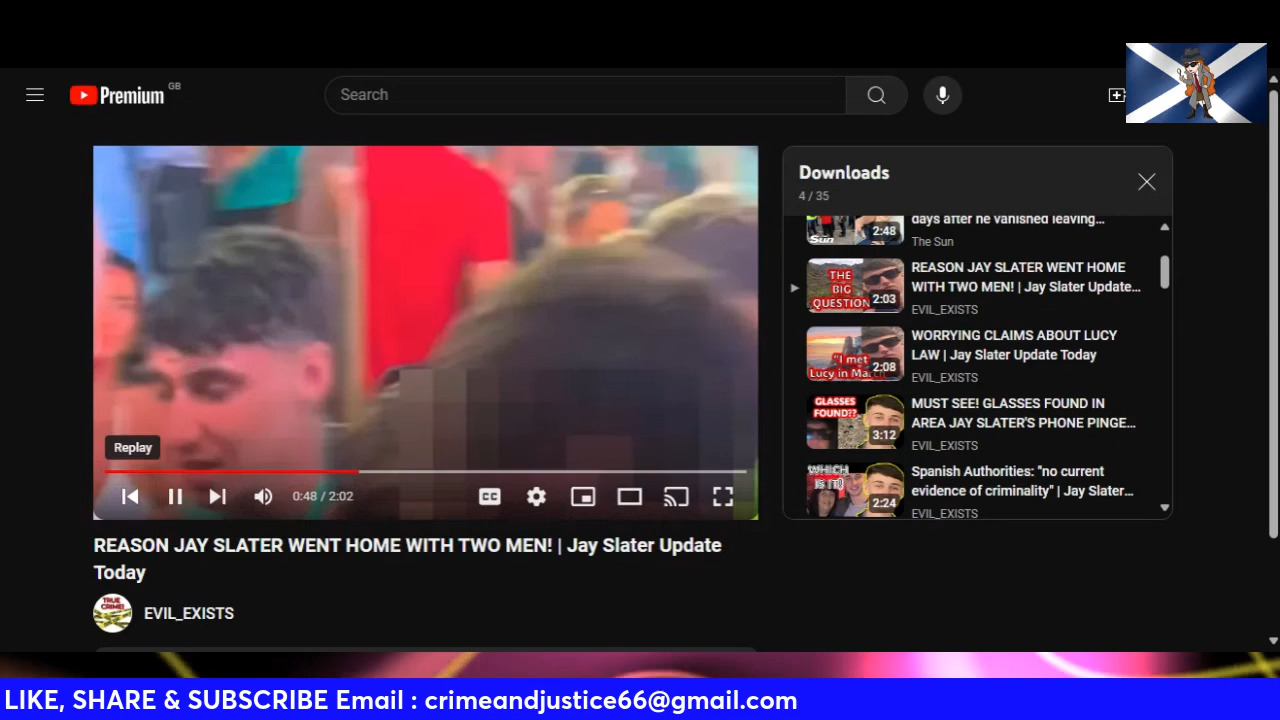 Premium GB
Search
Downloads
4 / 35
days after he vanished leaving...
The Sun
Sun
2:48
REASON JAY SLATER WENT HOME
WITH TWO MEN! | Jay Slater Update...
EVIL_EXISTS
THE
BIG
QUESTION
2:03
WORRYING CLAIMS ABOUT LUCY
LAW | Jay Slater Update Today
EVIL_EXISTS
"I met
Lucy in Ma
2:08
MUST SEE! GLASSES FOUND IN
AREA JAY SLATER'S PHONE PINGE...
EVIL_EXISTS
GLASSES
FOUND??
3:12
Spanish Authorities: "no current
evidence of criminality" | Jay Slater...
EVIL_EXISTS
WHICH
IS IT?
2:24
Replay
0:48 / 2:02
CC
REASON JAY SLATER WENT HOME WITH TWO MEN! | Jay Slater Update
Today
TRUE
CRIME!
EVIL_EXISTS
LIKE, SHARE & SUBSCRIBE Email : crimeandjustice66@gmail.com